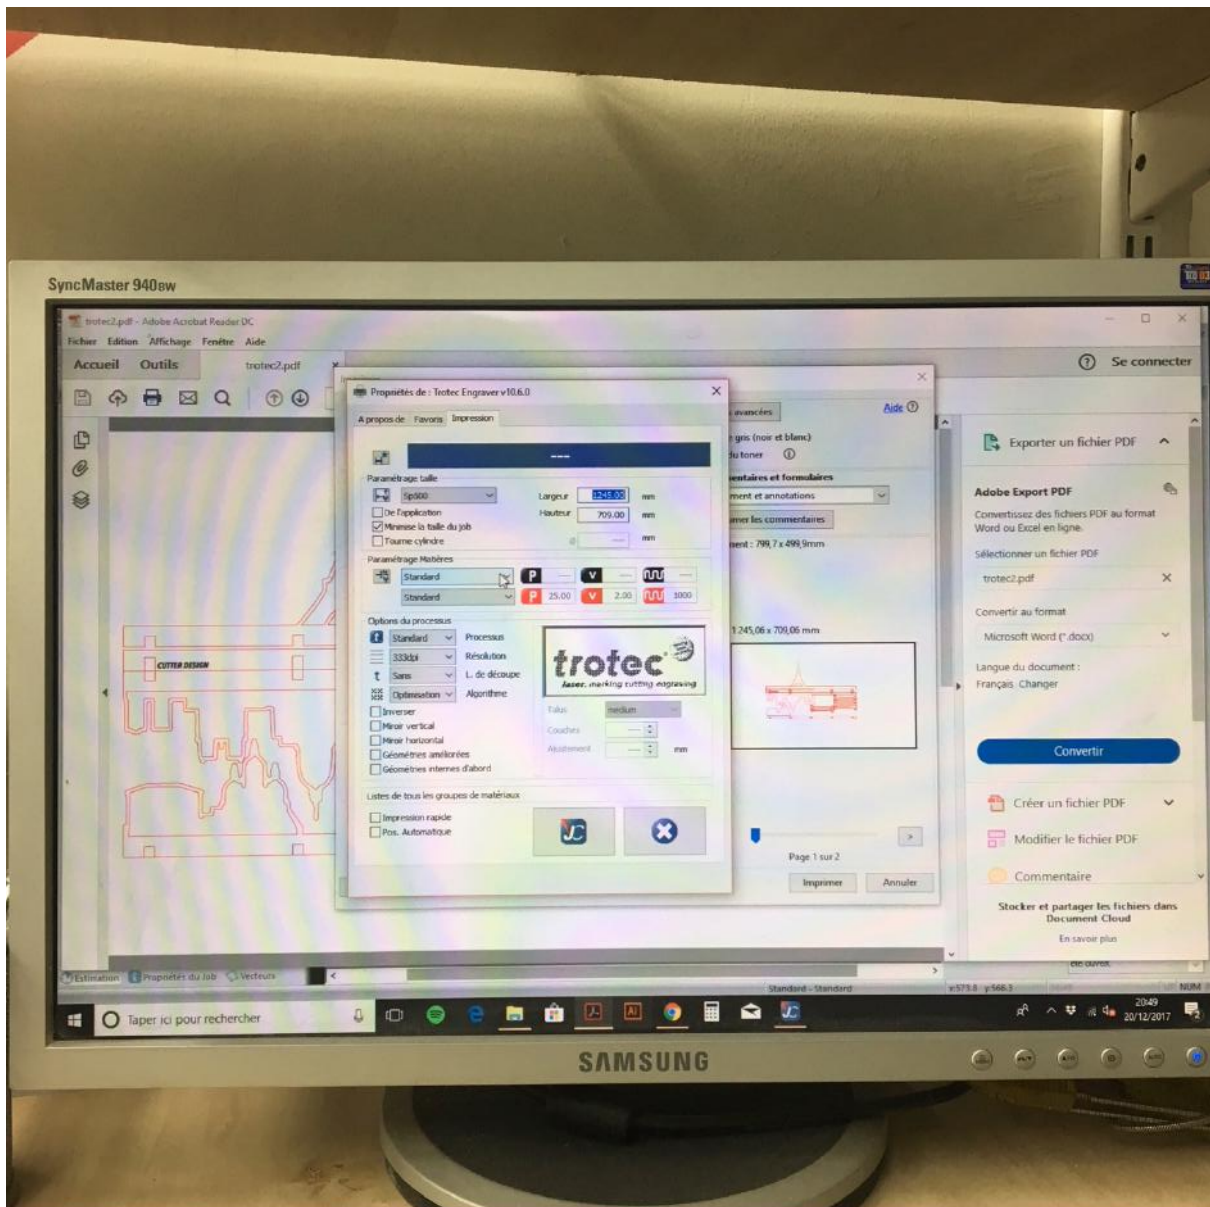 SyncMaster 940BW
trotec2.pdf - Adobe Acrobat Reader DC
Fichier Edition Affichage Fenêtre Aide
Accueil Outils trotec2.pdf
Se connecter
Propriétés de : Trotec Engraver v10.6.0
A propos de Favoris Impression
---
Paramétrage taille
Sp500
Largeur 1245.00 mm
De l'application
Hauteur 709.00 mm
Minimise la taille du job
Tourne cylindre
mm
Paramétrage Matières
Standard P V
Standard P 25.00 V 2.00 1000
Options du processus
Standard Processus
333dpi Résolution
t Sans L. de découpe
Optimisation Algorithme
Inverser
Miroir vertical
Miroir horizontal
Géométries améliorées
Géométries internes d'abord
trotec
laser. marking cutting engraving
Talus medium
Couches
Ajustement mm
Listes de tous les groupes de matériaux
Impression rapide
Pos. Automatique
JC
avancées Aide
gris (noir et blanc)
du toner
entaires et formulaires
ment et annotations
mer les commentaires
ment : 799,7 x 499,9mm
1 245,06 x 709,06 mm
Page 1 sur 2
Imprimer Annuler
CUTTER DESIGN
Exporter un fichier PDF
Adobe Export PDF
Convertissez des fichiers PDF au format
Word ou Excel en ligne.
Sélectionner un fichier PDF
trotec2.pdf
Convertir au format
Microsoft Word (*.docx)
Langue du document :
Français Changer
Convertir
Créer un fichier PDF
Modifier le fichier PDF
Commentaire
Stocker et partager les fichiers dans
Document Cloud
En savoir plus
Estimation Propriétés du Job Vecteurs
Standard - Standard x:573.8 y:566.3 NUM
Taper ici pour rechercher
Ai
JC
20:49
20/12/2017
SAMSUNG